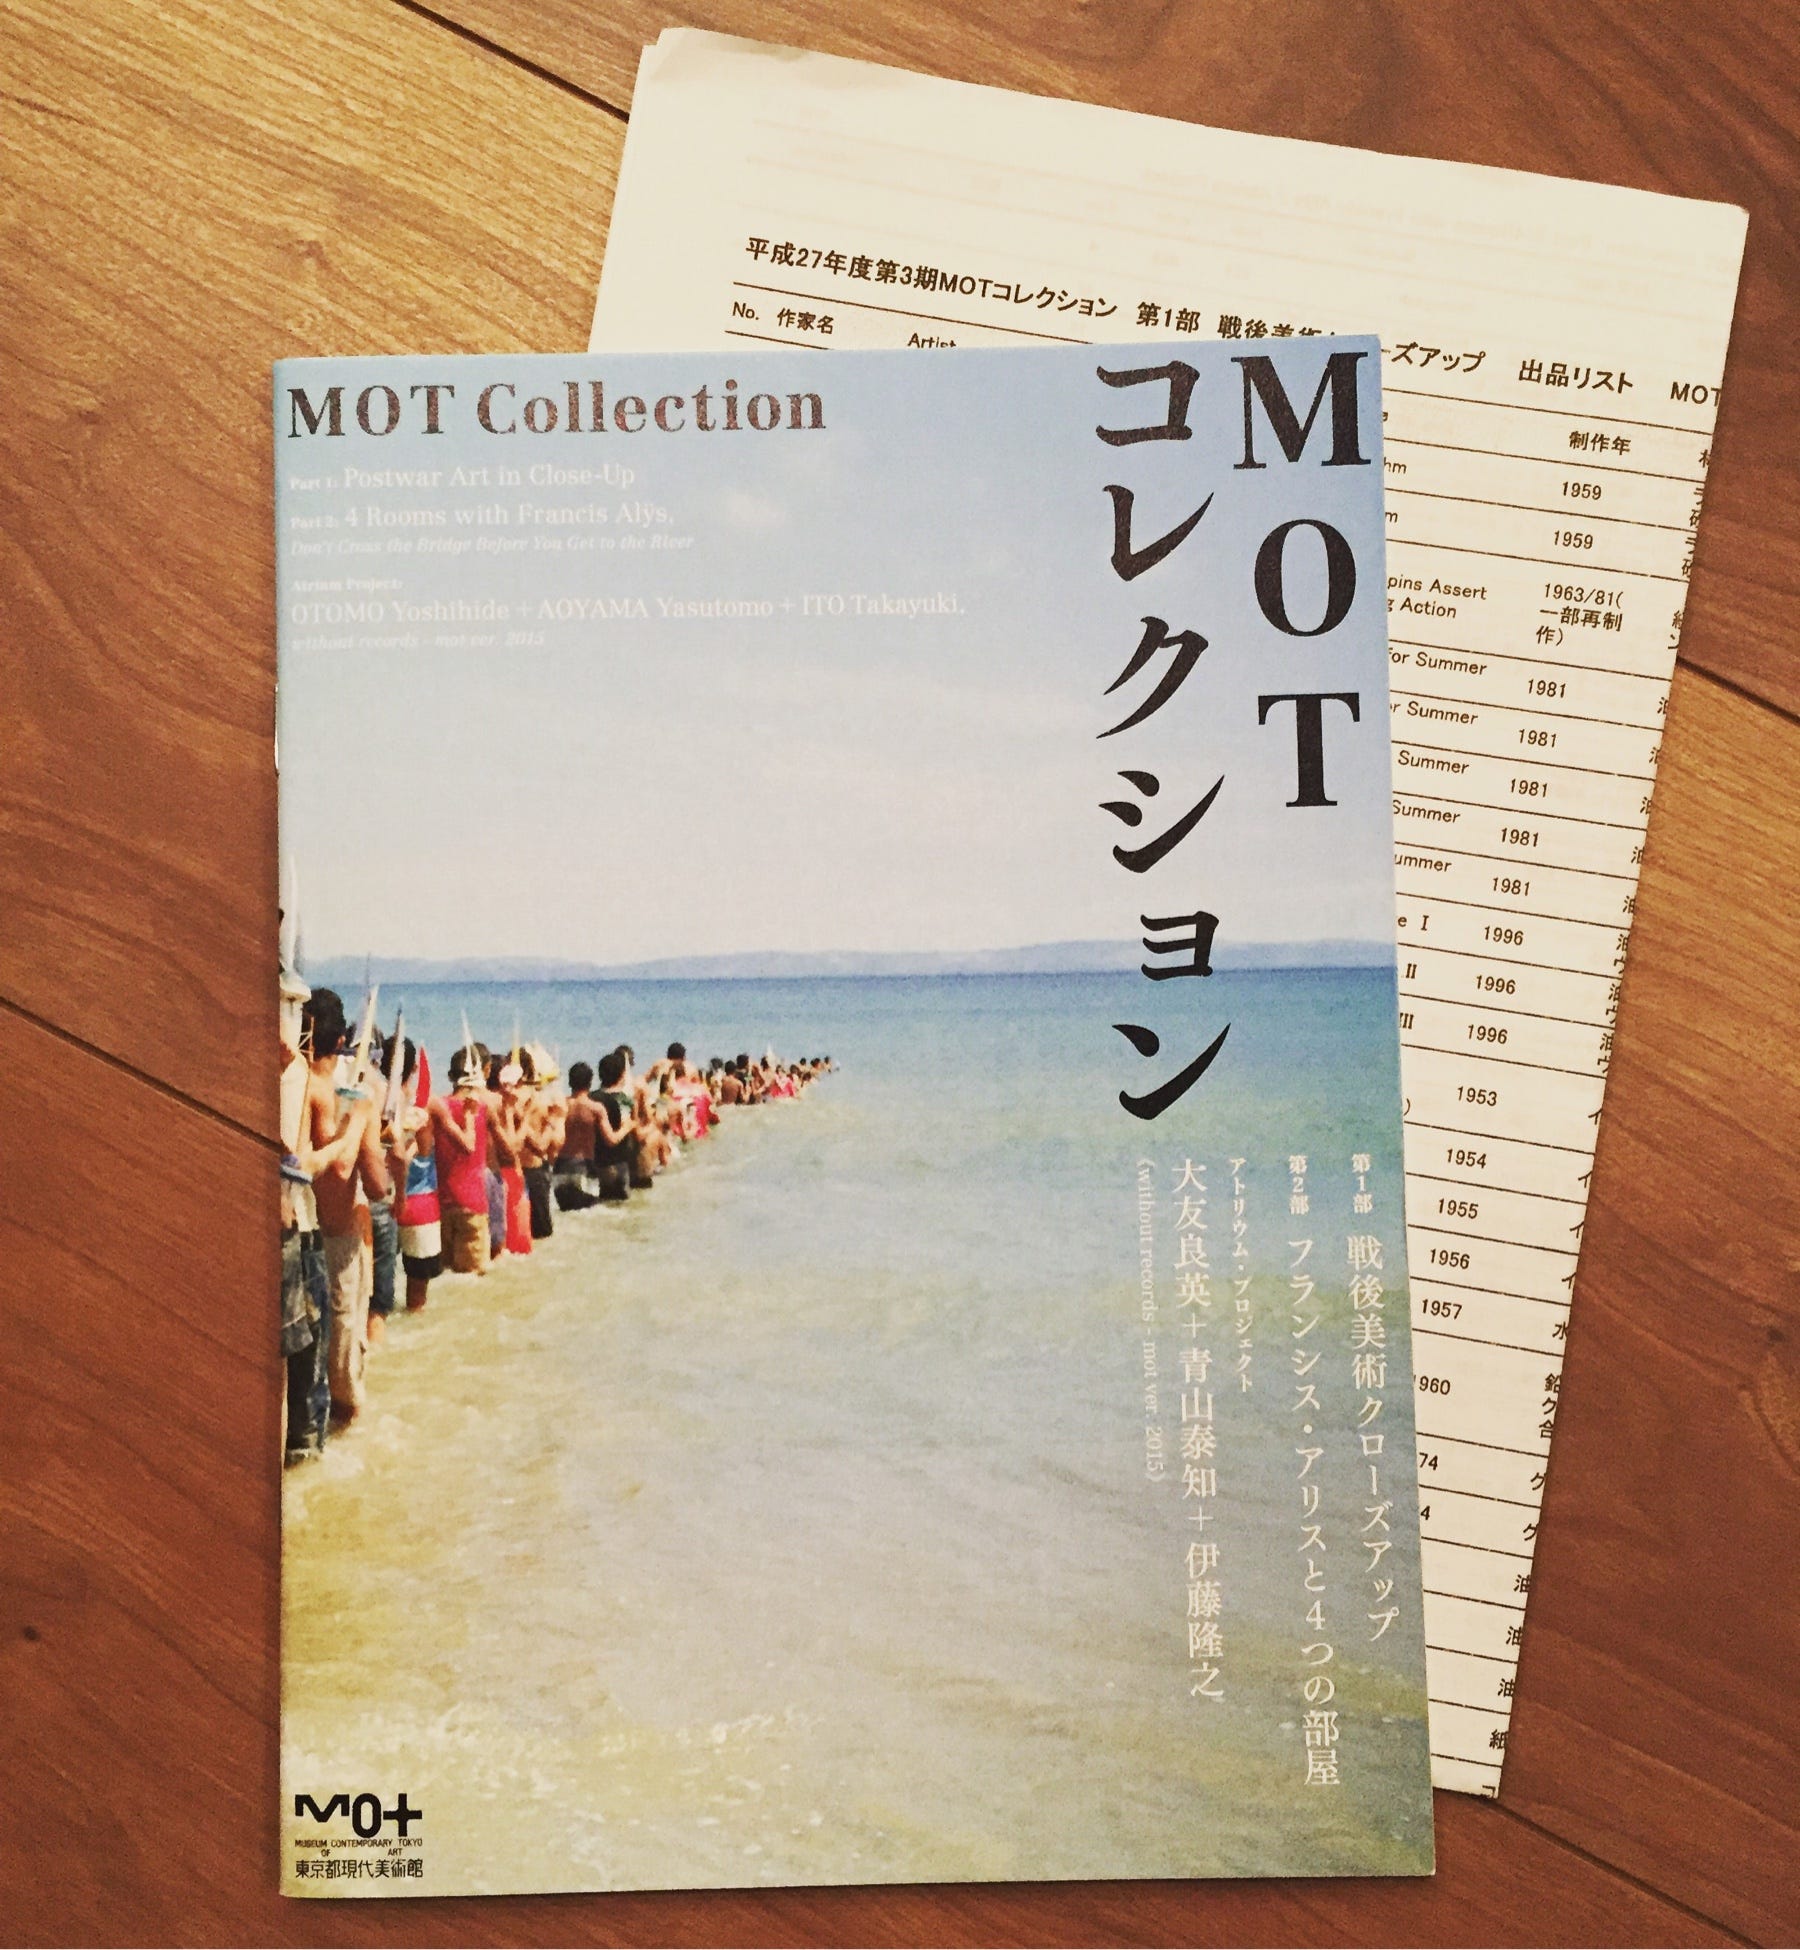 MOT Collection
Part 1: Postwar Art in Close-Up
Part 2: 4 Rooms with Francis Alÿs,
Don't Cross the Bridge Before You Get to the River
Atrium Project:
OTOMO Yoshihide + AOYAMA Yasutomo + ITO Takayuki,
without records - mot ver. 2015
MOT
コレクション
第1部 戦後美術クローズアップ
第2部 フランシス・アリスと4つの部屋
アトリウム・プロジェクト
大友良英+青山泰知+伊藤隆之
《without records - mot ver. 2015》
MOT+
MUSEUM CONTEMPORARY TOKYO
OF ART
東京都現代美術館
平成27年度第3期MOTコレクション 第1部 戦後美術 ーズアップ 出品リスト MOT
No. 作家名 Artist 制作年
1959
1959
pins Assert 1963/81(
Action 一部再制
作)
For Summer 1981
Summer 1981
Summer 1981
Summer 1981
1981
I 1996
II 1996
III 1996
1953
1954
1955
1956
1957
1960
74
4